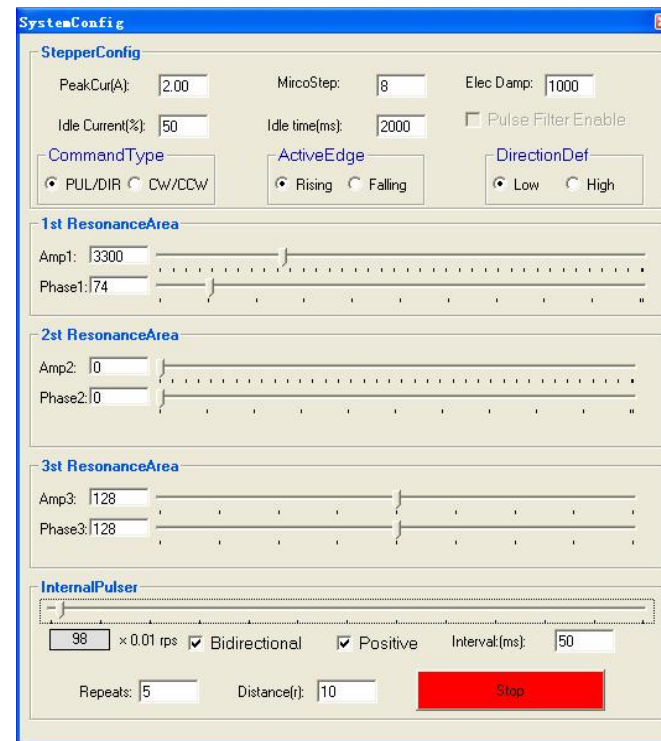 SystemConfig
StepperConfig
PeakCur(A): 2.00 MircoStep: 8 Elec Damp: 1000
Idle Current(%): 50 Idle time(ms): 2000 Pulse Filter Enable
CommandType ActiveEdge DirectionDef
PUL/DIR CW/CCW Rising Falling Low High
1st ResonanceArea
Amp1: 3300
Phase1: 74
2st ResonanceArea
Amp2: 0
Phase2: 0
3st ResonanceArea
Amp3: 128
Phase3: 128
InternalPulser
98 × 0.01 rps Bidirectional Positive Interval:(ms): 50
Repeats: 5 Distance(r): 10 Stop